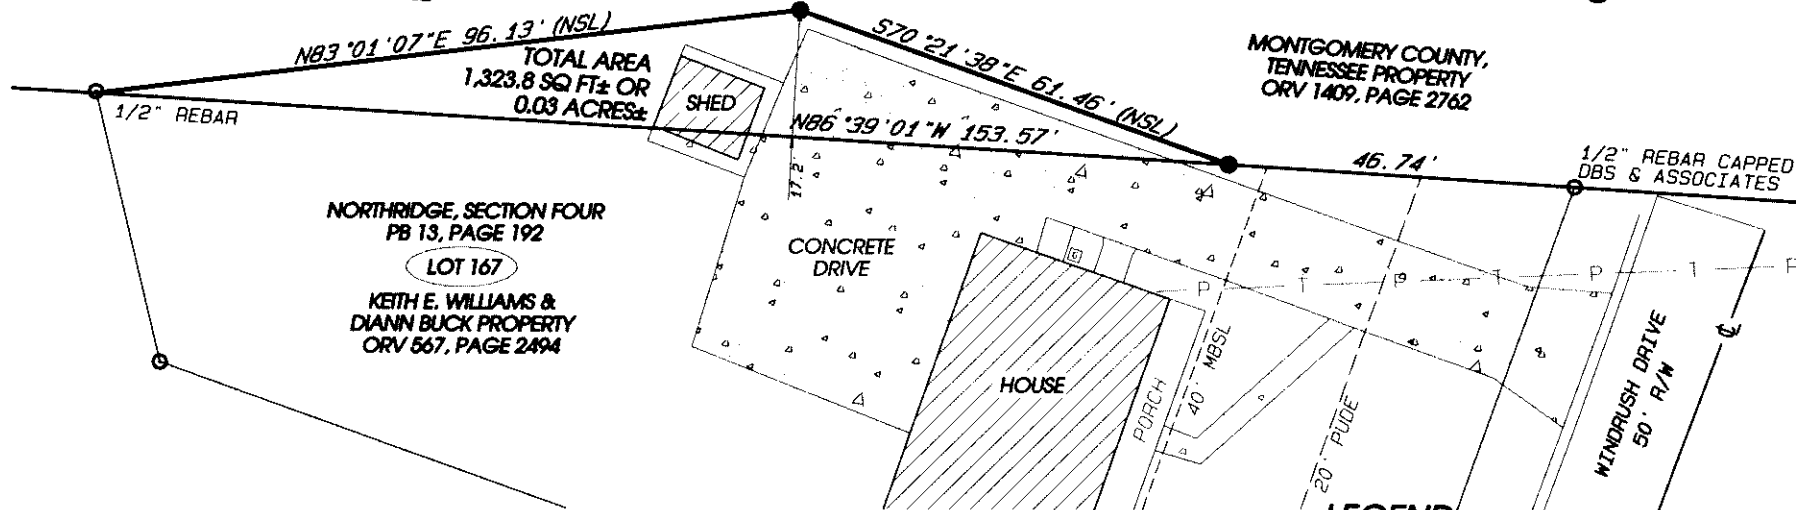 N83°01'07"E 96.13' (NSL)
S70°21'38"E 61.46' (NSL)
MONTGOMERY COUNTY,
TENNESSEE PROPERTY
ORV 1409, PAGE 2762
TOTAL AREA
1,323.8 SQ FT± OR
0.03 ACRES±
SHED
1/2" REBAR
N86°39'01"W 153.57'
46.74'
1/2" REBAR CAPPED
DBS & ASSOCIATES
17.2'
NORTHRIDGE, SECTION FOUR
PB 13, PAGE 192
LOT 167
KEITH E. WILLIAMS &
DIANN BUCK PROPERTY
ORV 567, PAGE 2494
CONCRETE
DRIVE
P T P T P T P
HOUSE
PORCH
40' MBSL
20' PUDE
WINDRUSH DRIVE
50' R/W
LEGEND